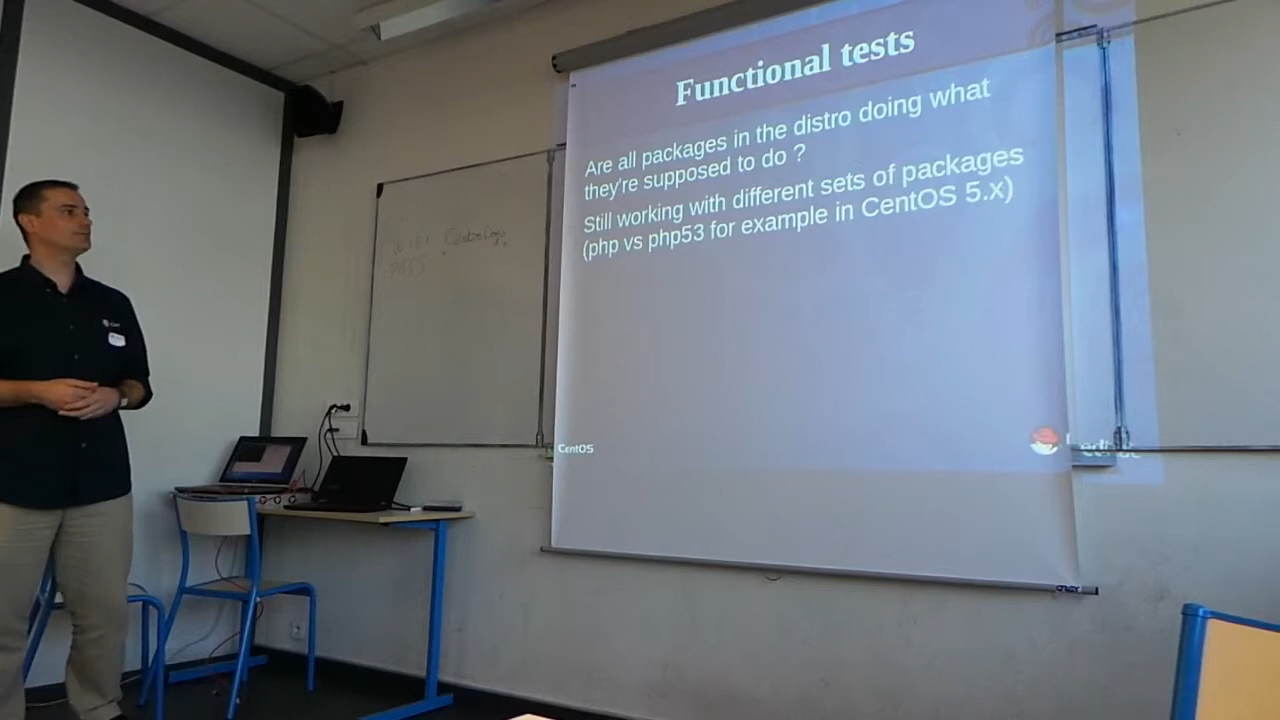 Functional tests
Are all packages in the distro doing what
they're supposed to do ?
Still working with different sets of packages
(php vs php53 for example in CentOS 5.x)
CentOS